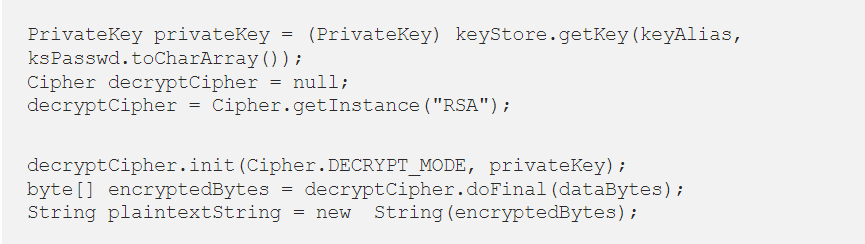 PrivateKey privateKey = (PrivateKey) keyStore.getKey(keyAlias,
ksPasswd.toCharArray());
Cipher decryptCipher = null;
decryptCipher = Cipher.getInstance("RSA");
decryptCipher.init(Cipher.DECRYPT_MODE, privateKey);
byte[] encryptedBytes = decryptCipher.doFinal(dataBytes);
String plaintextString = new  String(encryptedBytes);